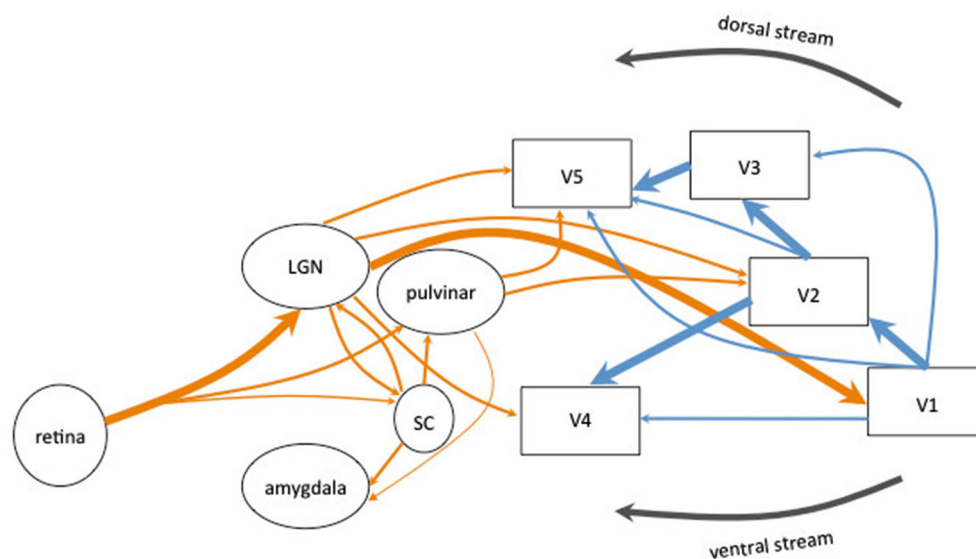 dorsal stream
V5
V3
LGN
pulvinar
V2
retina
SC
V4
V1
amygdala
ventral stream